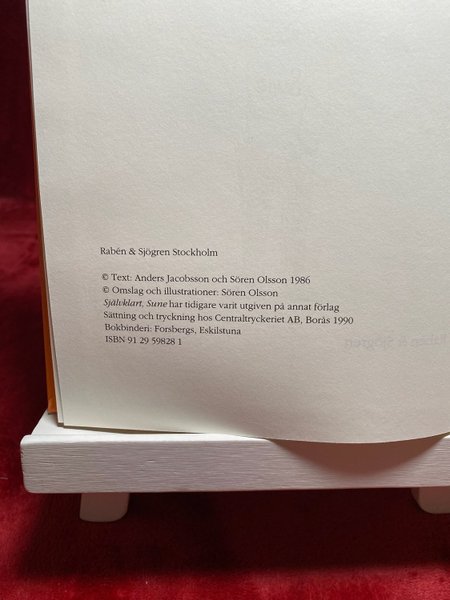 Rabén & Sjögren Stockholm
© Text: Anders Jacobsson och Sören Olsson 1986
© Omslag och illustrationer: Sören Olsson
Självklart, Sune har tidigare varit utgiven på annat förlag
Sättning och tryckning hos Centraltryckeriet AB, Borås 1990
Bokbinderi: Forsbergs, Eskilstuna
ISBN 91 29 59828 1